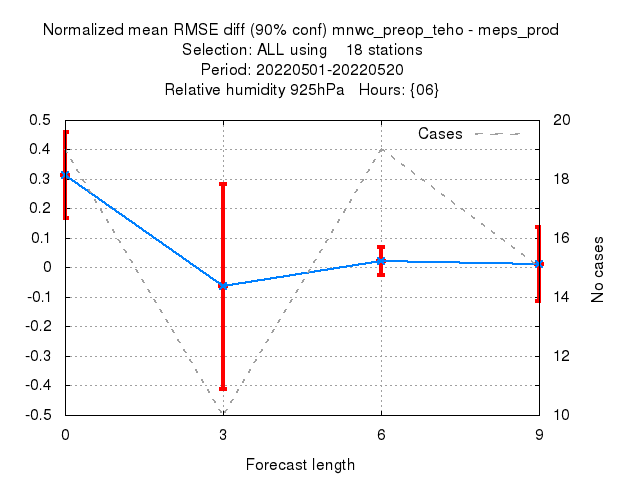 Normalized mean RMSE diff (90% conf) mnwc_preop_teho - meps_prod
Selection: ALL using 18 stations
Period: 20220501-20220520
Relative humidity 925hPa Hours: {06}
Cases
0.5
0.4
0.3
0.2
0.1
0
-0.1
-0.2
-0.3
-0.4
-0.5
20
18
16
14
12
10
No cases
0 3 6 9
Forecast length